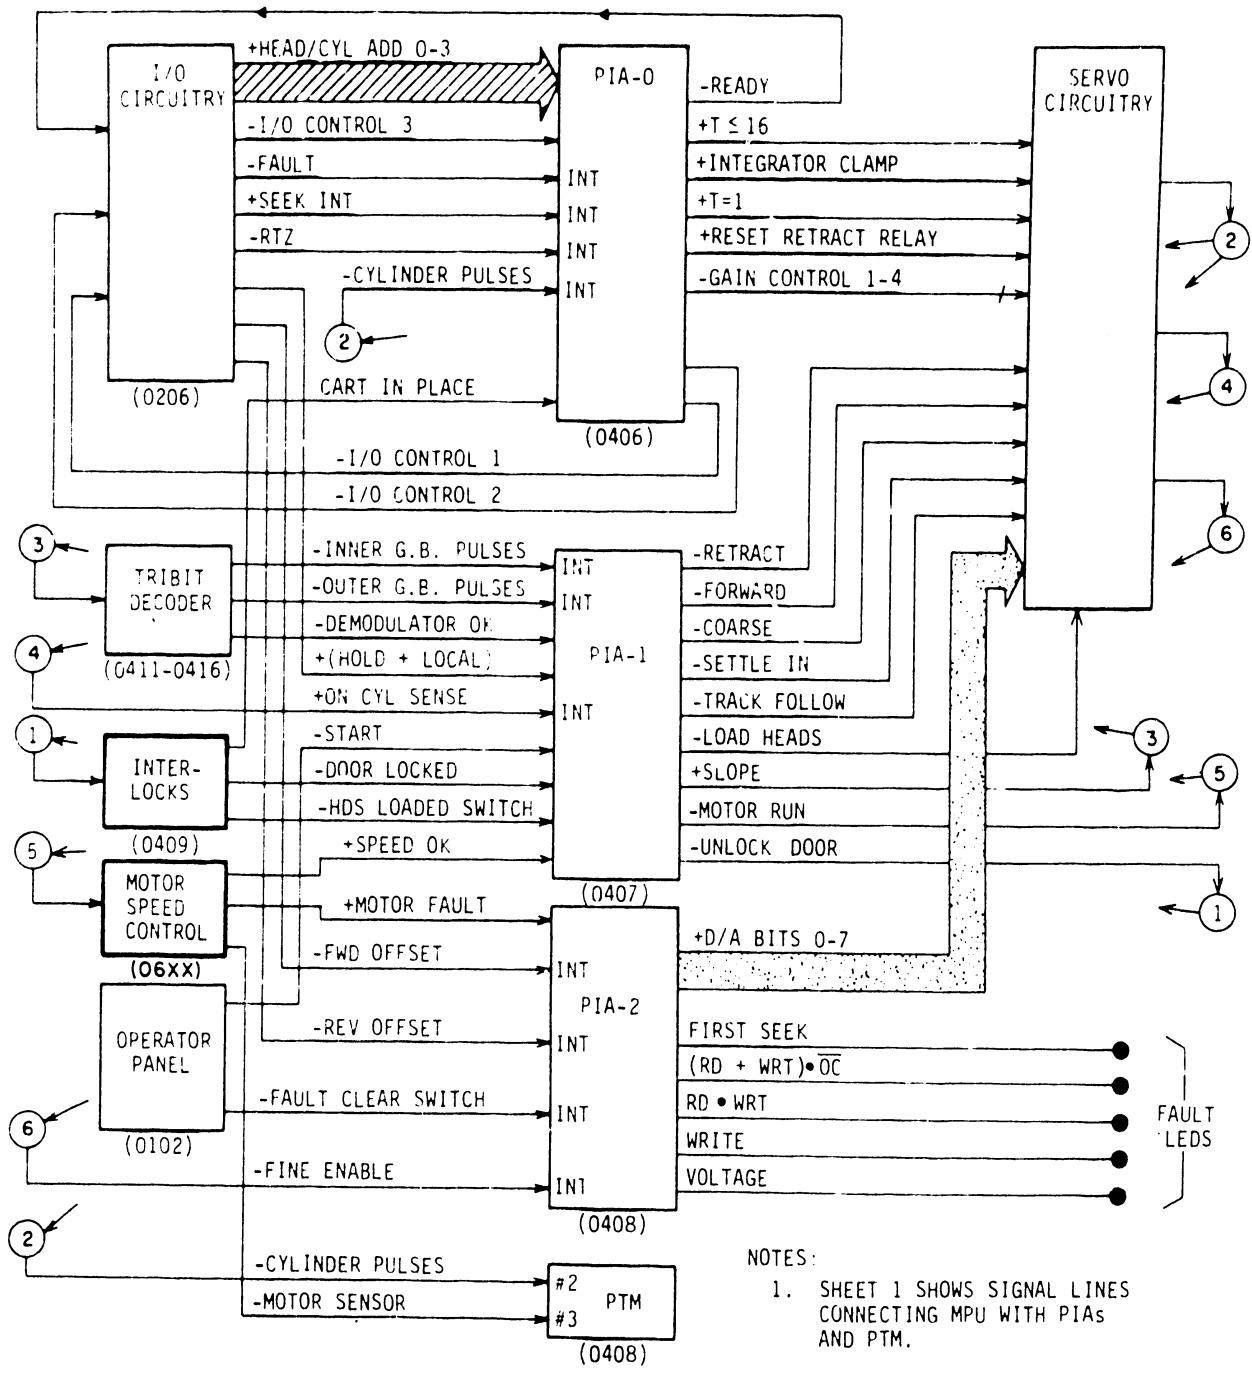 I/O
CIRCUITRY
(0206)
+HEAD/CYL ADD 0-3
-I/O CONTROL 3
-FAULT
+SEEK INT
-RTZ
-CYLINDER PULSES
2
CART IN PLACE
-I/O CONTROL 1
-I/O CONTROL 2
PIA-0
INT
INT
INT
INT
(0406)
-READY
+T ≤ 16
+INTEGRATOR CLAMP
+T=1
+RESET RETRACT RELAY
-GAIN CONTROL 1-4
SERVO
CIRCUITRY
2
4
6
3
TRIBIT
DECODER
(0411-0416)
4
1
INTER-
LOCKS
(0409)
5
MOTOR
SPEED
CONTROL
(06XX)
OPERATOR
PANEL
(0102)
6
2
-INNER G.B. PULSES
-OUTER G.B. PULSES
-DEMODULATOR OK
+(HOLD + LOCAL)
+ON CYL SENSE
-START
-DOOR LOCKED
-HDS LOADED SWITCH
+SPEED OK
INT
INT
PIA-1
INT
(0407)
-RETRACT
-FORWARD
-COARSE
-SETTLE IN
-TRACK FOLLOW
-LOAD HEADS
+SLOPE
-MOTOR RUN
-UNLOCK DOOR
3
5
1
+MOTOR FAULT
-FWD OFFSET
-REV OFFSET
-FAULT CLEAR SWITCH
-FINE ENABLE
INT
PIA-2
INT
INT
INT
(0408)
+D/A BITS 0-7
FIRST SEEK
(RD + WRT)•O̅C̅
RD • WRT
WRITE
VOLTAGE
FAULT
LEDS
-CYLINDER PULSES
-MOTOR SENSOR
#2
PTM
#3
(0408)
NOTES:
1. SHEET 1 SHOWS SIGNAL LINES
CONNECTING MPU WITH PIAs
AND PTM.